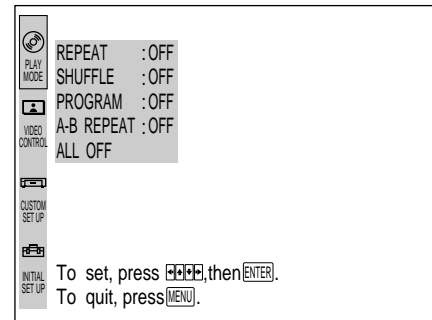 PLAY
MODE
REPEAT :OFF
SHUFFLE :OFF
PROGRAM :OFF
A-B REPEAT :OFF
ALL OFF
VIDEO
CONTROL
CUSTOM
SET UP
INITIAL
SET UP
To set, press ←↑↓→,then ENTER.
To quit, press MENU.